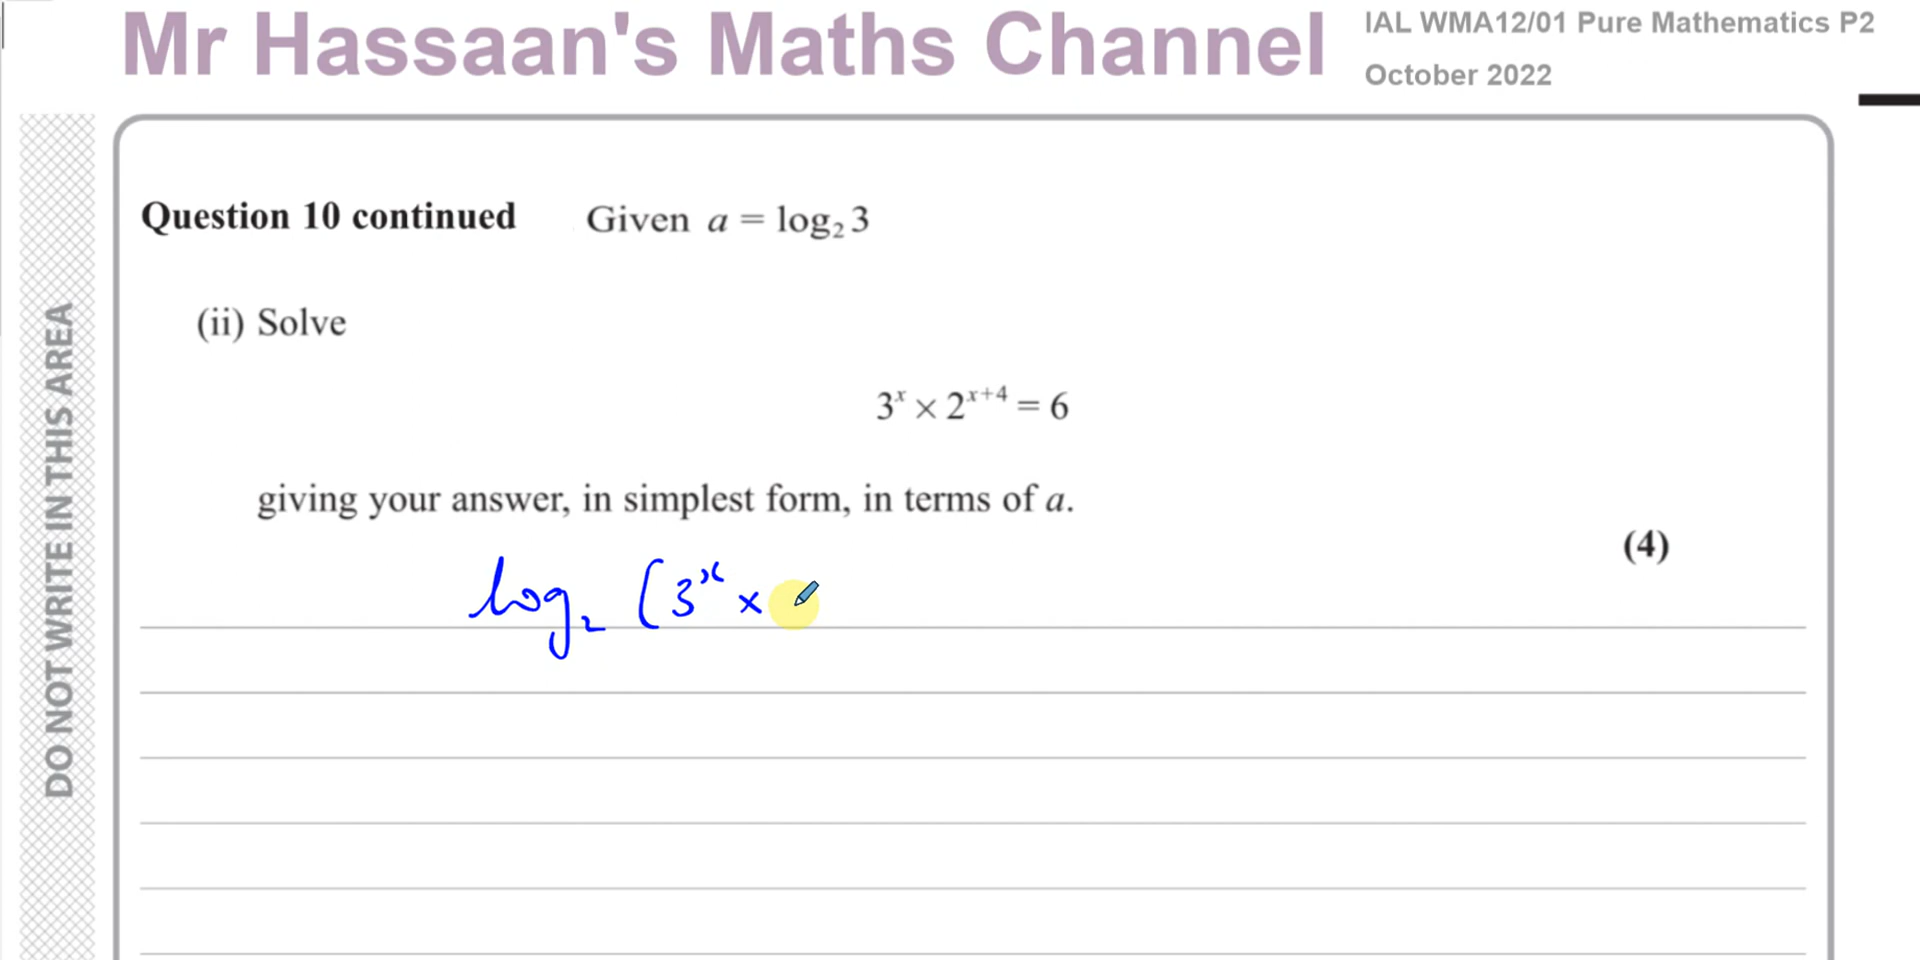 Mr Hassaan's Maths Channel
IAL WMA12/01 Pure Mathematics P2
October 2022
DO NOT WRITE IN THIS AREA
Question 10 continued Given a = log₂ 3
(ii) Solve
3ˣ × 2ˣ⁺⁴ = 6
giving your answer, in simplest form, in terms of a.
(4)
log₂ (3ˣ ×